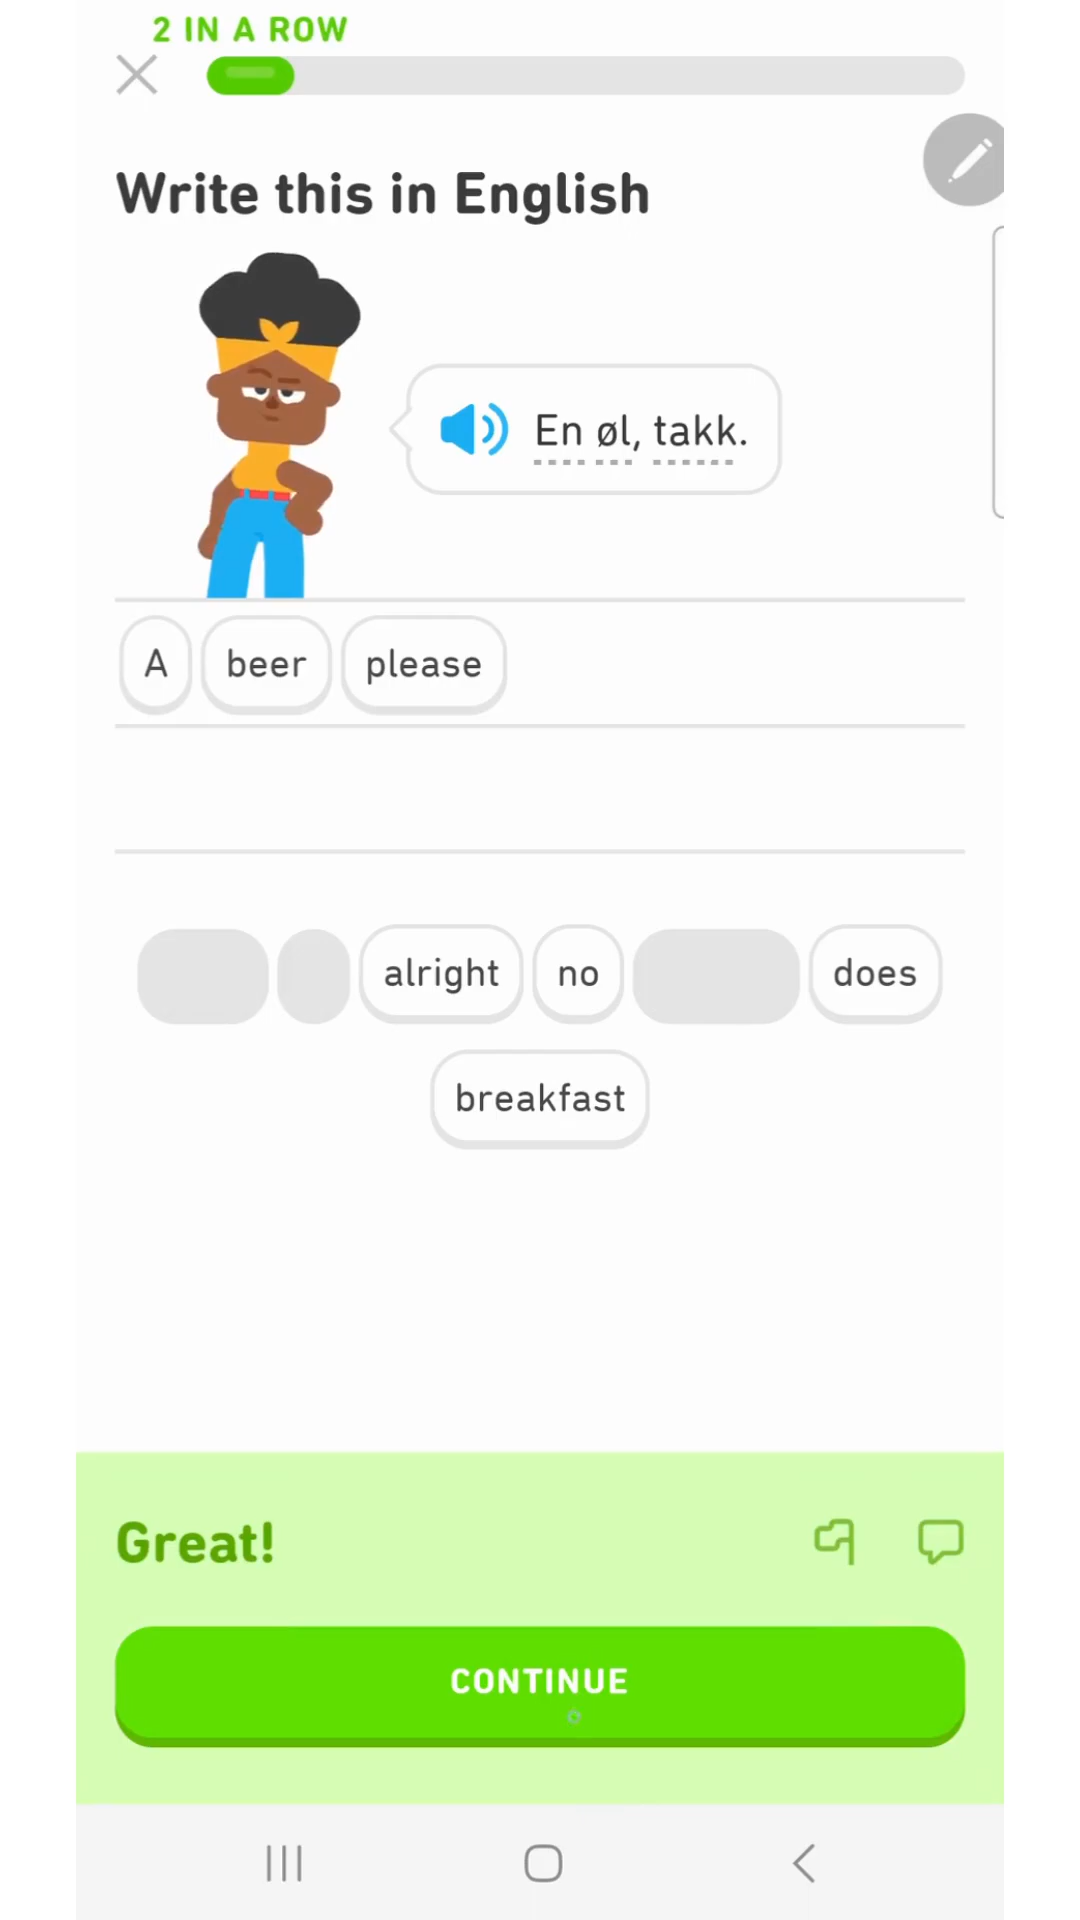 2 IN A ROW
Write this in English
En øl, takk.
A beer please
alright no does
breakfast
Great!
CONTINUE